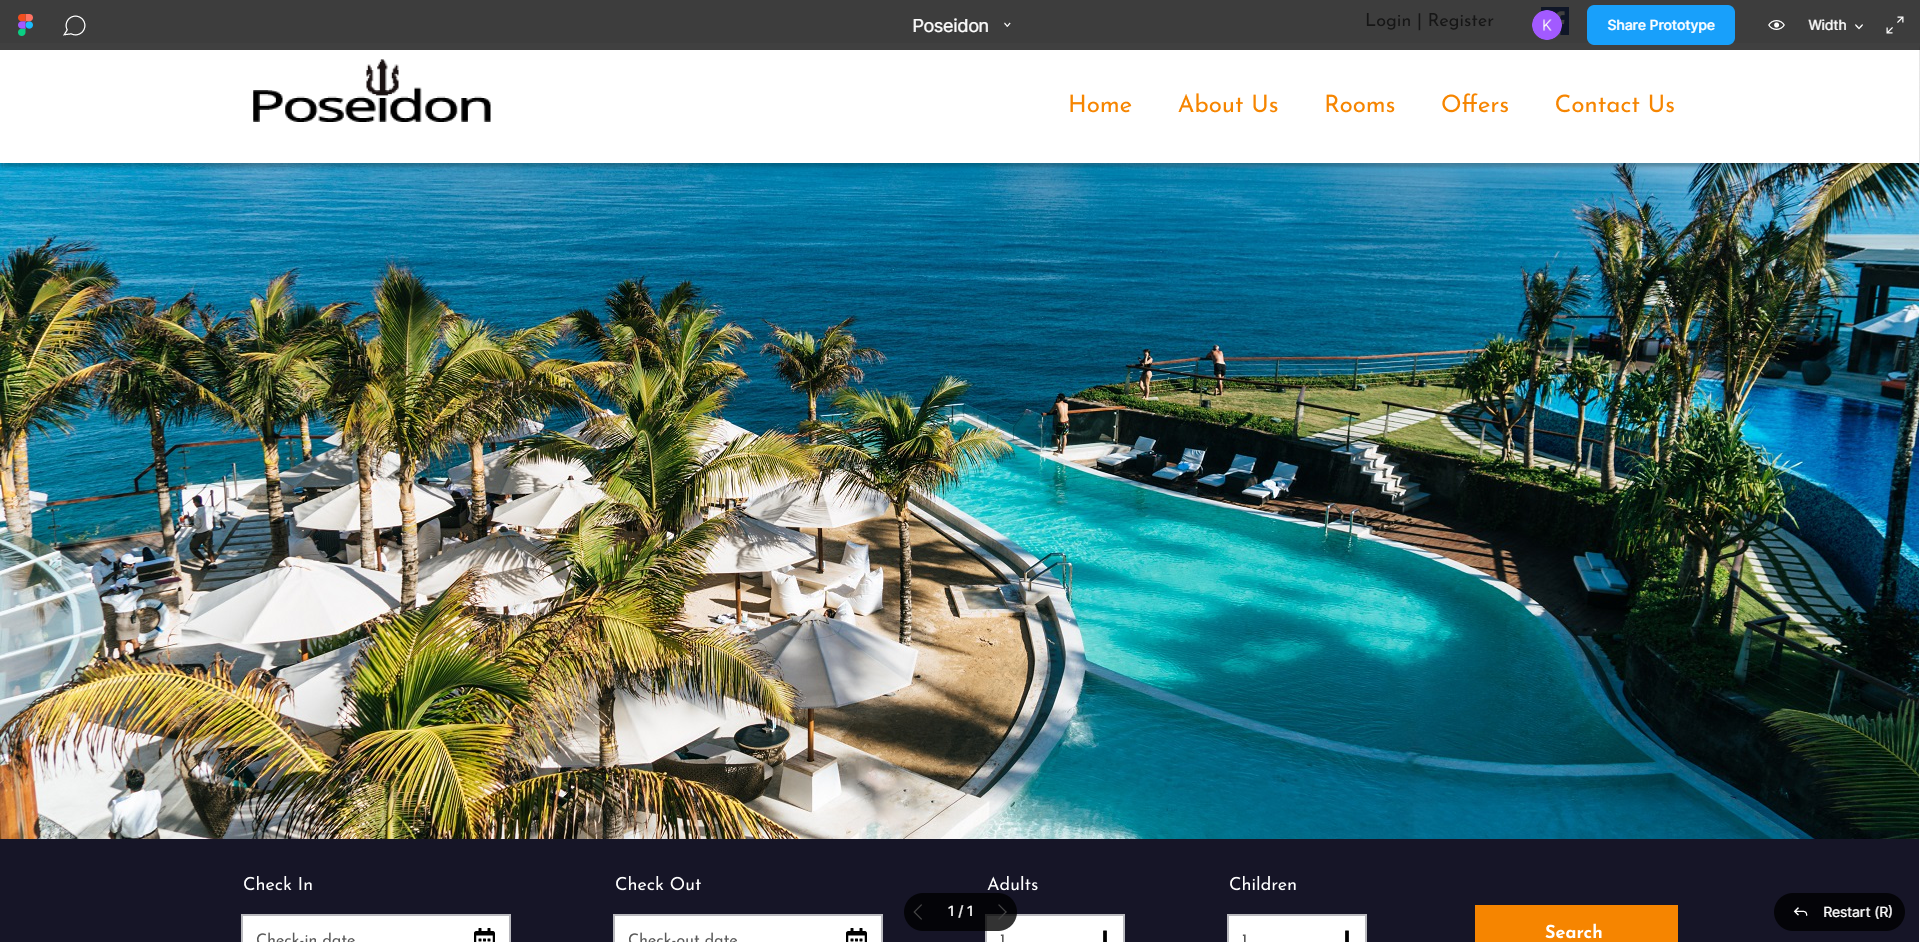 Poseidon
Login | Register
K
Share Prototype
Width
Poseidon
Home
About Us
Rooms
Offers
Contact Us
Check In
Check Out
Adults
Children
1 / 1
Restart (R)
Check-in date
Check-out date
1
1
Search